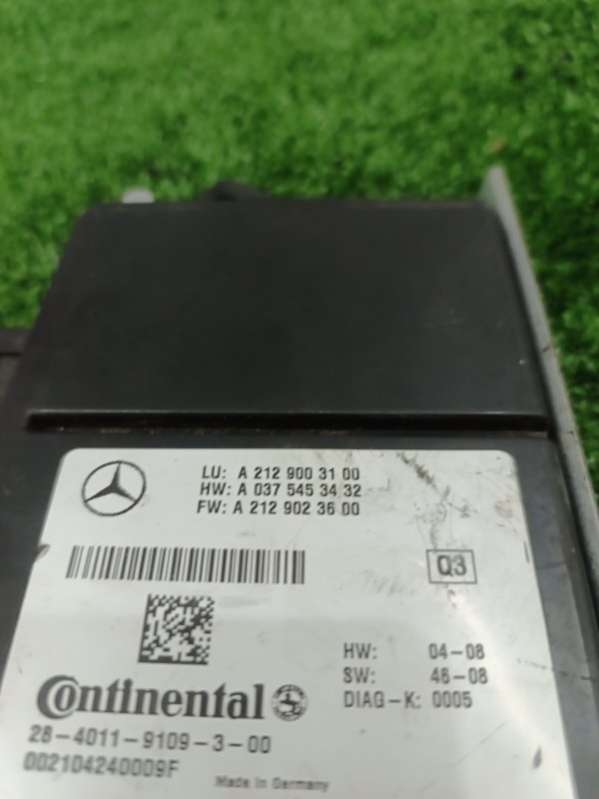 LU: A 212 900 31 00
HW: A 037 545 34 32
FW: A 212 902 36 00
Q3
HW: 04-08
SW: 48-08
DIAG-K: 0005
Continental
28-4011-9109-3-00
002104240009F
Made in Germany